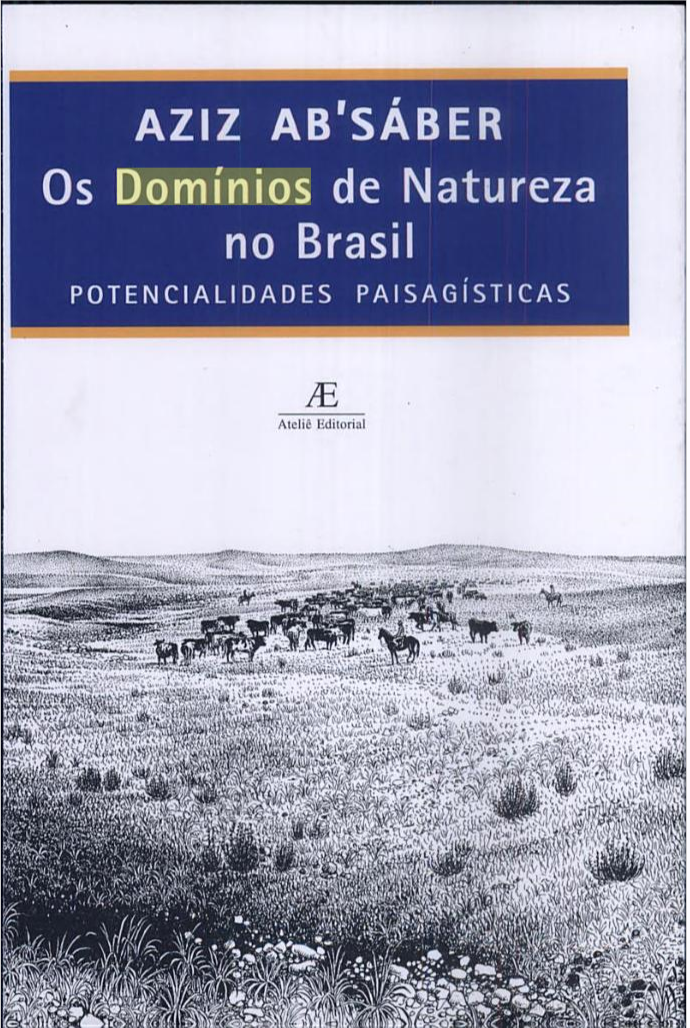 AZIZ AB'SÁBER
Os Domínios de Natureza
no Brasil
POTENCIALIDADES PAISAGÍSTICAS
Æ
Ateliê Editorial